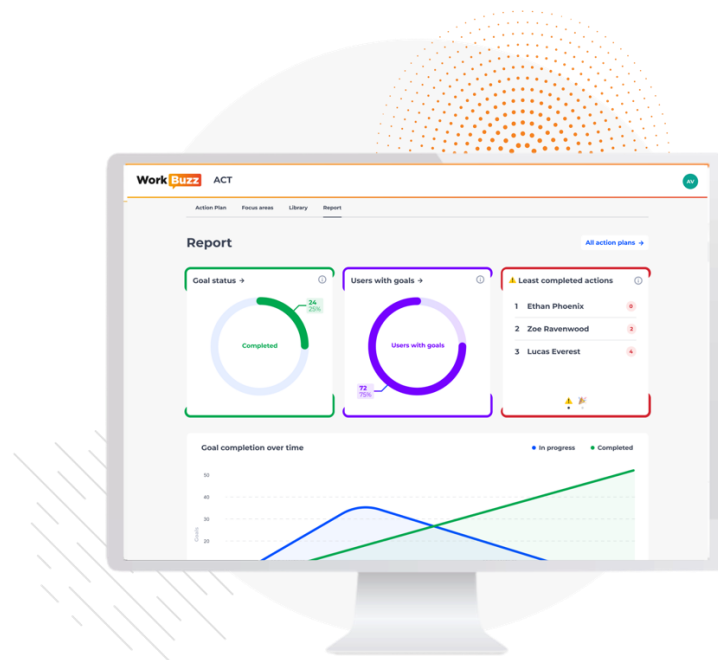 WorkBuzz ACT
AV
Action Plan Focus areas Library Report
Report
All action plans →
Goal status →
24
25%
Completed
Users with goals →
Users with goals
72
75%
⚠️ Least completed actions
1 Ethan Phoenix 0
2 Zoe Ravenwood 2
3 Lucas Everest 4
Goal completion over time
In progress Completed
50
40
30
20
Goals